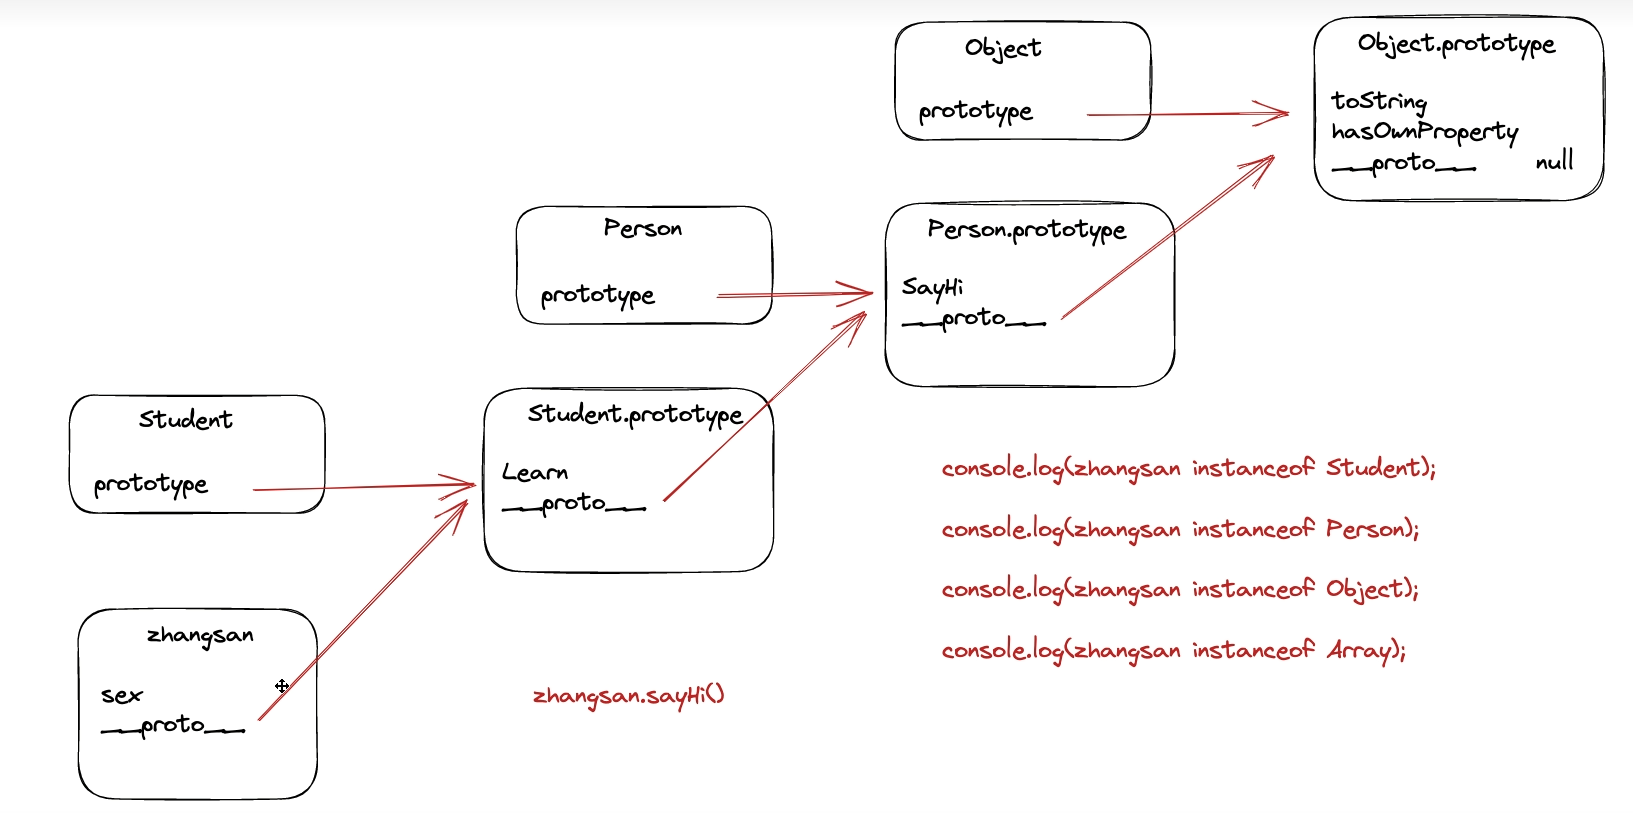 Object
prototype
Object.prototype
toString
hasOwnProperty
__proto__ null
Person
prototype
Person.prototype
SayHi
__proto__
Student
prototype
Student.prototype
Learn
__proto__
zhangsan
sex
__proto__
zhangsan.sayHi()
console.log(zhangsan instanceof Student);
console.log(zhangsan instanceof Person);
console.log(zhangsan instanceof Object);
console.log(zhangsan instanceof Array);